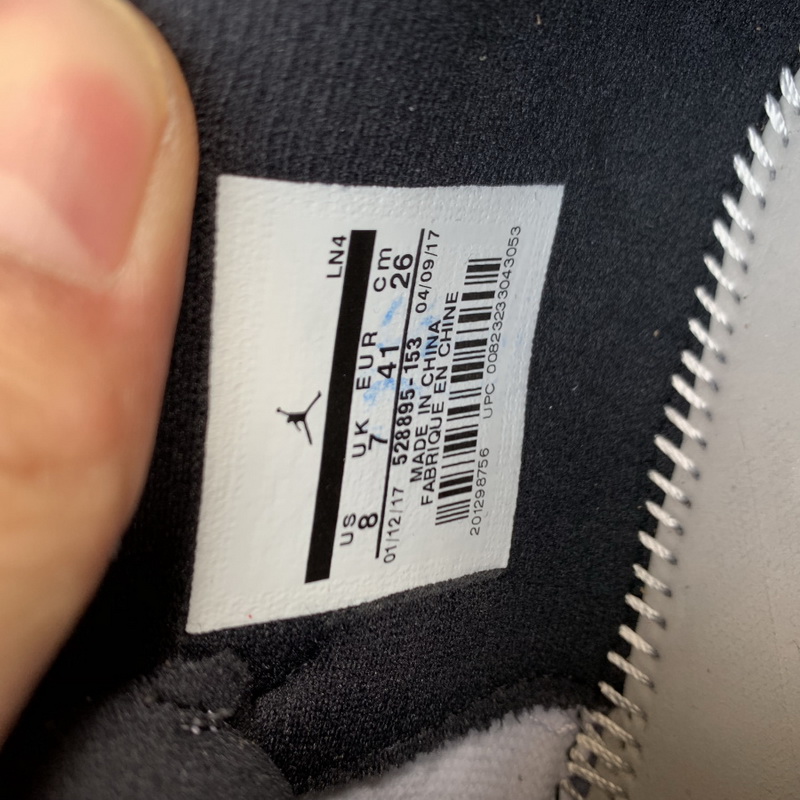 LN4
US UK EUR cm
8 7 41 26
01/12/17 528895-153 04/09/17
MADE IN CHINA
FABRIQUE EN CHINE
201298756 UPC 00823233043053